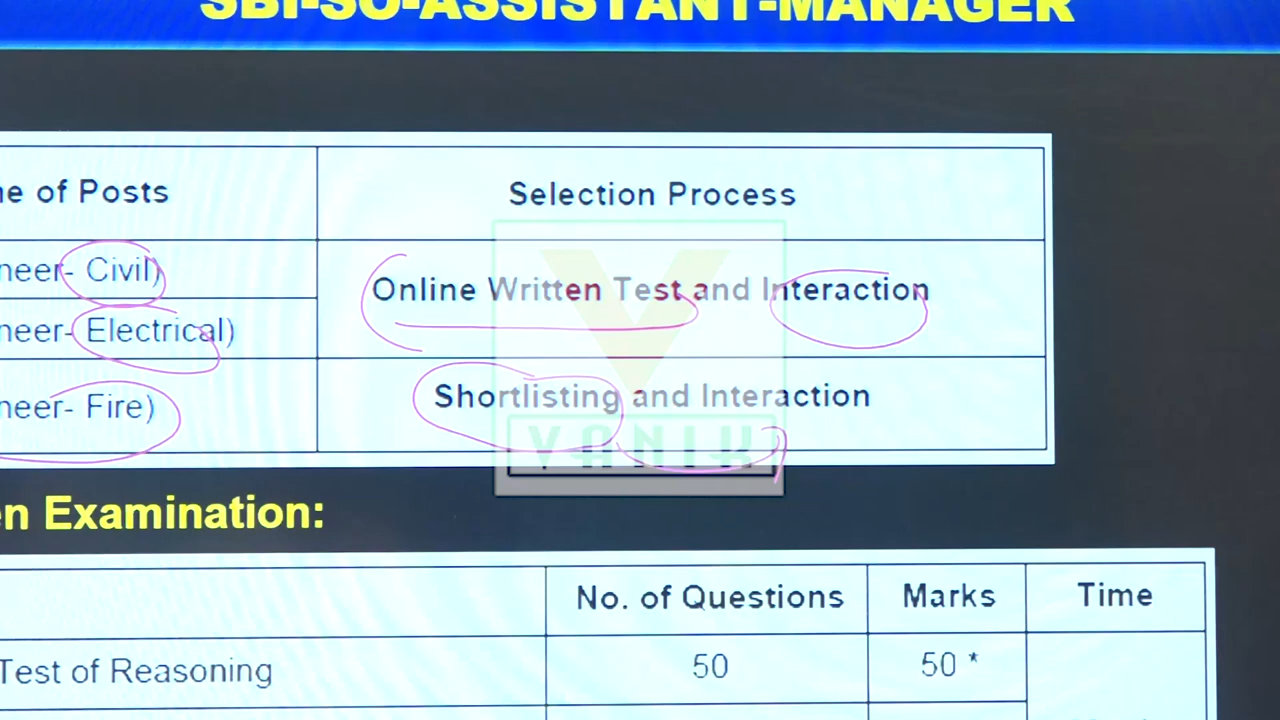 SBI-SO-ASSISTANT-MANAGER
ne of Posts
Selection Process
neer- Civil)
Online Written Test and Interaction
neer- Electrical)
neer- Fire)
Shortlisting and Interaction
VANIK
en Examination:
No. of Questions
Marks
Time
Test of Reasoning
50
50 *